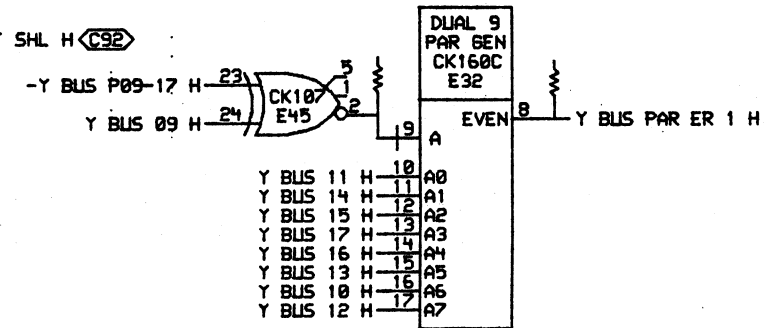 SHL H C92
DUAL 9
PAR GEN
CK160C
E32
-Y BUS P09-17 H 23
5
1
CK107
E45
2
Y BUS 09 H 24
EVEN 8 Y BUS PAR ER 1 H
9 A
Y BUS 11 H 10 A0
Y BUS 14 H 11 A1
Y BUS 15 H 12 A2
Y BUS 17 H 13 A3
Y BUS 16 H 14 A4
Y BUS 13 H 15 A5
Y BUS 10 H 16 A6
Y BUS 12 H 17 A7